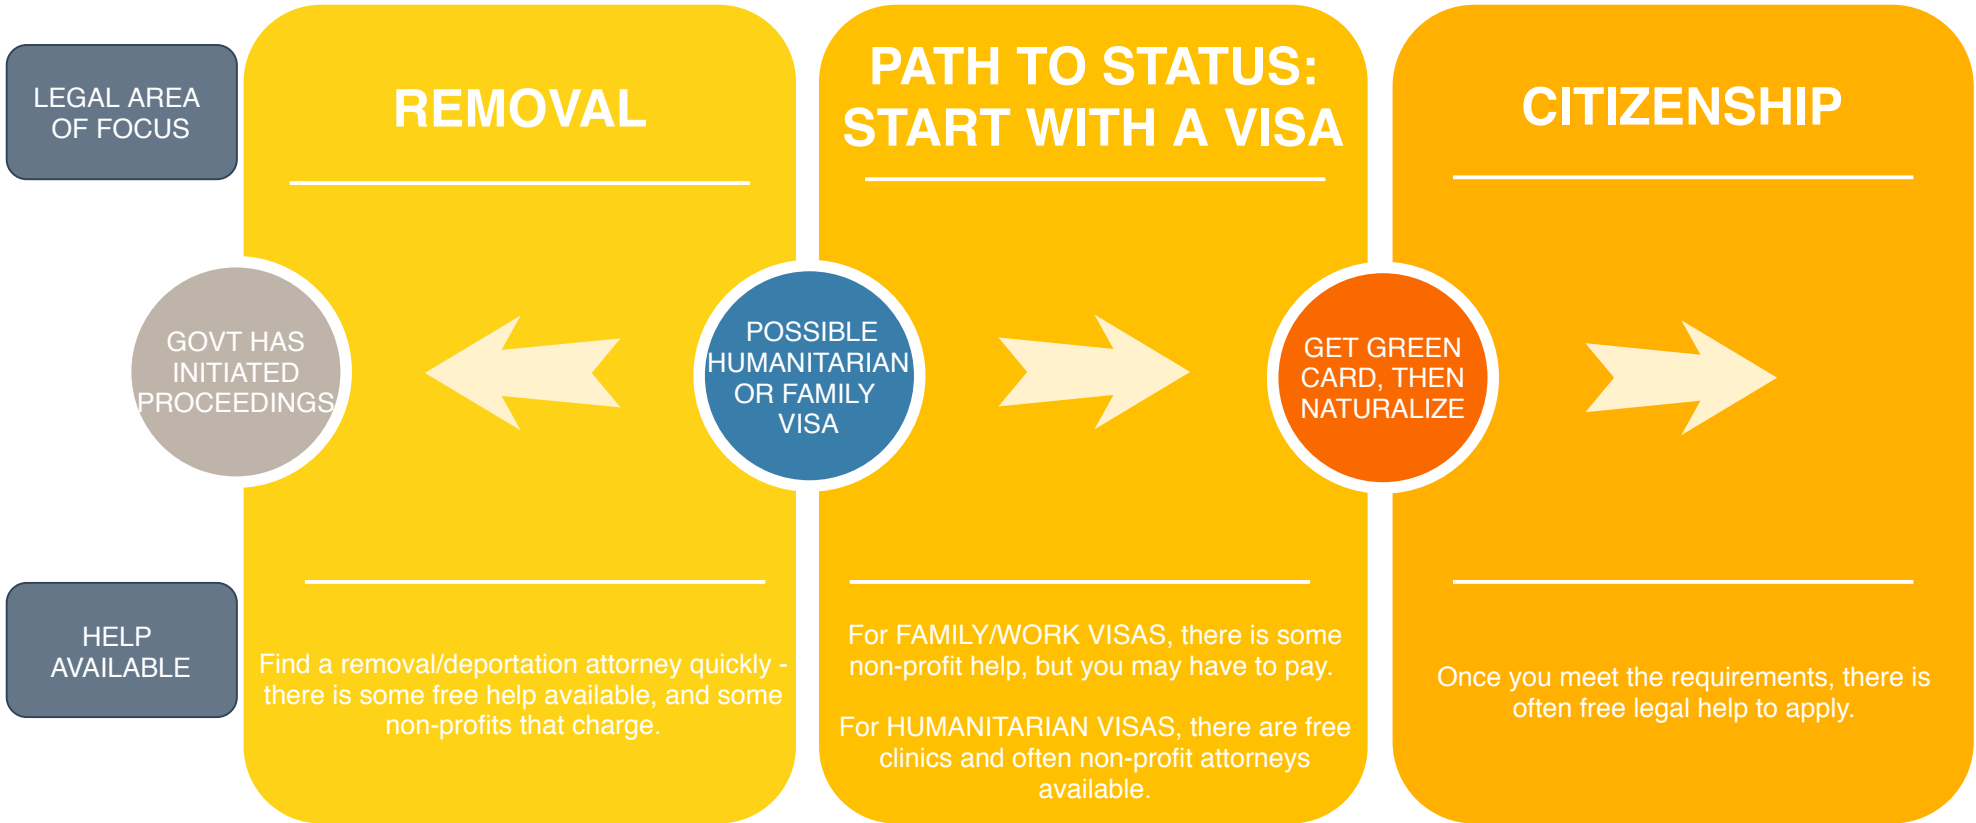 LEGAL AREA
OF FOCUS
REMOVAL
PATH TO STATUS:
START WITH A VISA
CITIZENSHIP
GOVT HAS
INITIATED
PROCEEDINGS
POSSIBLE
HUMANITARIAN
OR FAMILY
VISA
GET GREEN
CARD, THEN
NATURALIZE
HELP
AVAILABLE
Find a removal/deportation attorney quickly -
there is some free help available, and some
non-profits that charge.
For FAMILY/WORK VISAS, there is some
non-profit help, but you may have to pay.
For HUMANITARIAN VISAS, there are free
clinics and often non-profit attorneys
available.
Once you meet the requirements, there is
often free legal help to apply.